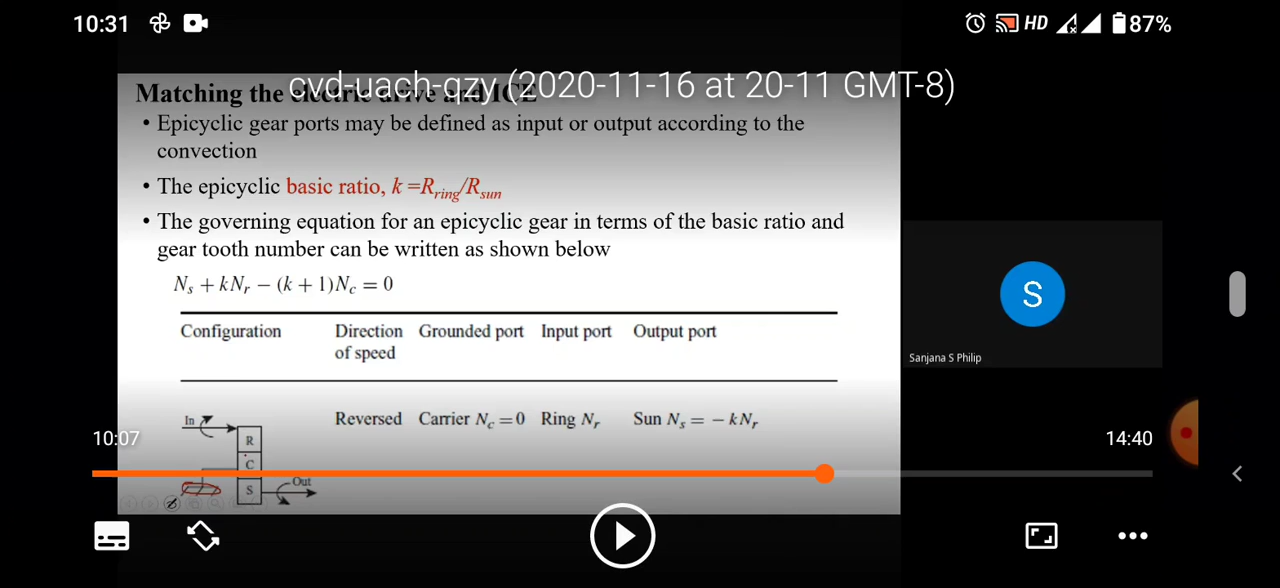 10:31
HD
87%
cvd-uach-qzy (2020-11-16 at 20-11 GMT-8)
Matching the electric drive and ICE
• Epicyclic gear ports may be defined as input or output according to the
convection
• The epicyclic basic ratio, k =Rring/Rsun
• The governing equation for an epicyclic gear in terms of the basic ratio and
gear tooth number can be written as shown below
Ns + kNr − (k + 1)Nc = 0
Configuration Direction Grounded port Input port Output port
of speed
In Reversed Carrier Nc = 0 Ring Nr Sun Ns = − kNr
R
C
S Out
S
Sanjana S Philip
10:07
14:40